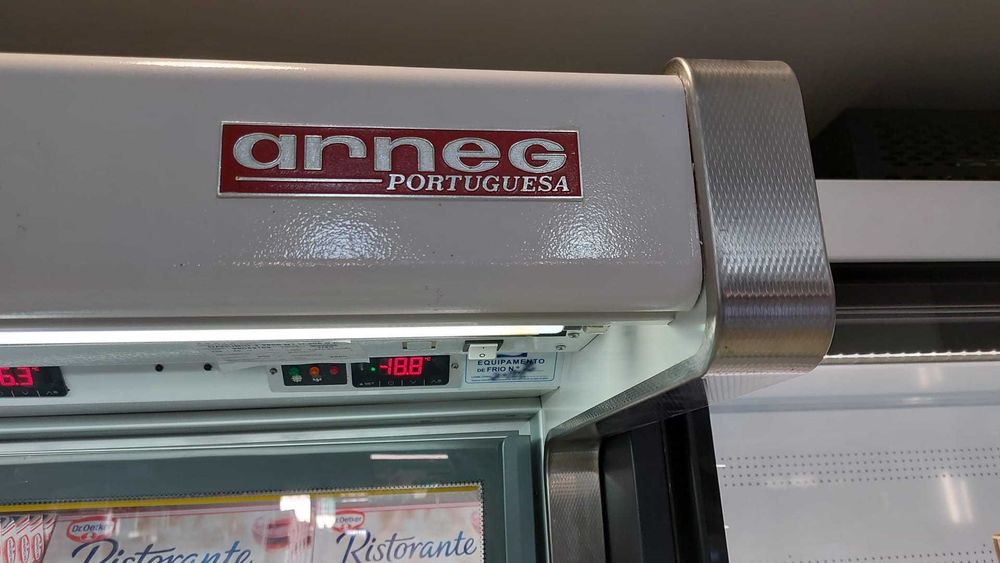 arneG
PORTUGUESA
6.3
-18.8
°C
EQUIPAMENTO
DE FRIO N.º
Dr.Oetker
Ristorante
Dr.Oetker
Ristorante